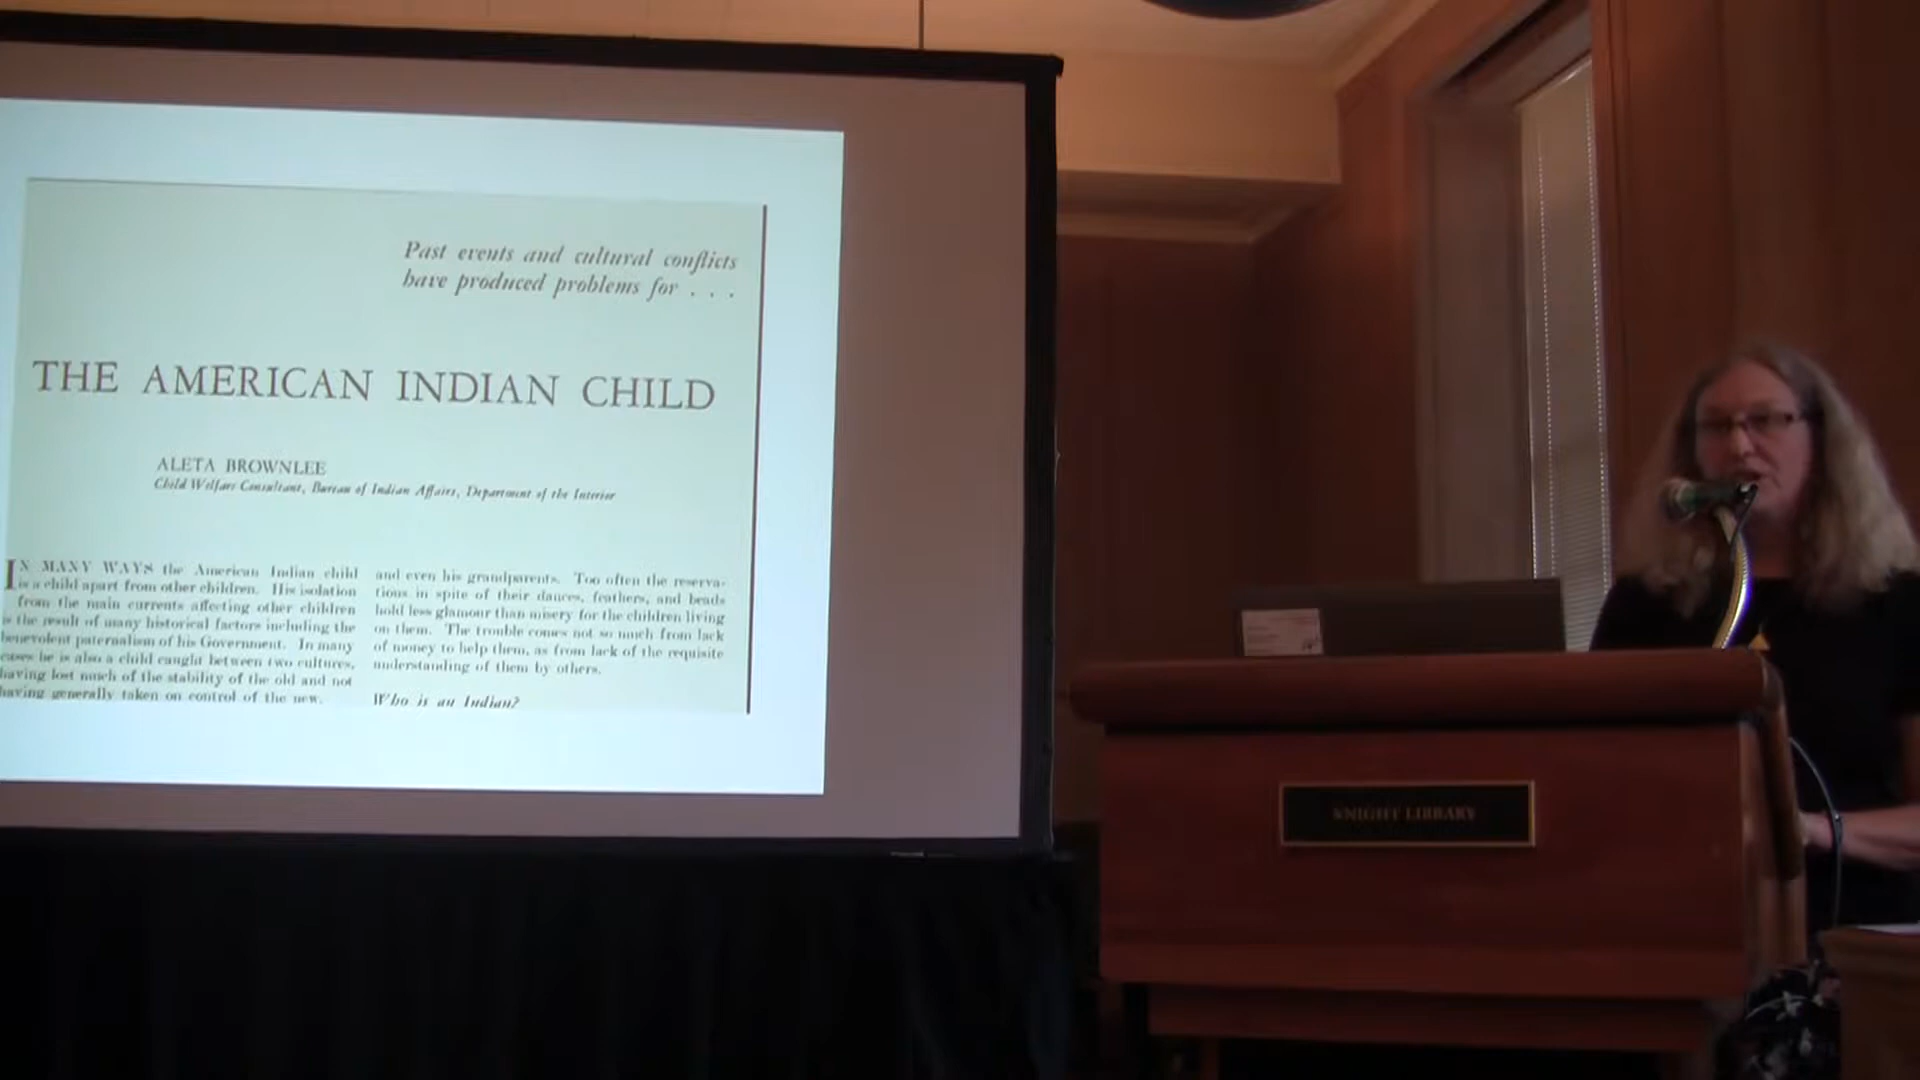 Past events and cultural conflicts
have produced problems for . . .
THE AMERICAN INDIAN CHILD
ALETA BROWNLEE
Child Welfare Consultant, Bureau of Indian Affairs, Department of the Interior
IN MANY WAYS the American Indian child
is a child apart from other children. His isolation
from the main currents affecting other children
is the result of many historical factors including the
benevolent paternalism of his Government. In many
cases he is also a child caught between two cultures,
having lost much of the stability of the old and not
having generally taken on control of the new.
and even his grandparents. Too often the reserva-
tions in spite of their dances, feathers, and beads
hold less glamour than misery for the children living
on them. The trouble comes not so much from lack
of money to help them, as from lack of the requisite
understanding of them by others.
Who is an Indian?
KNIGHT LIBRARY